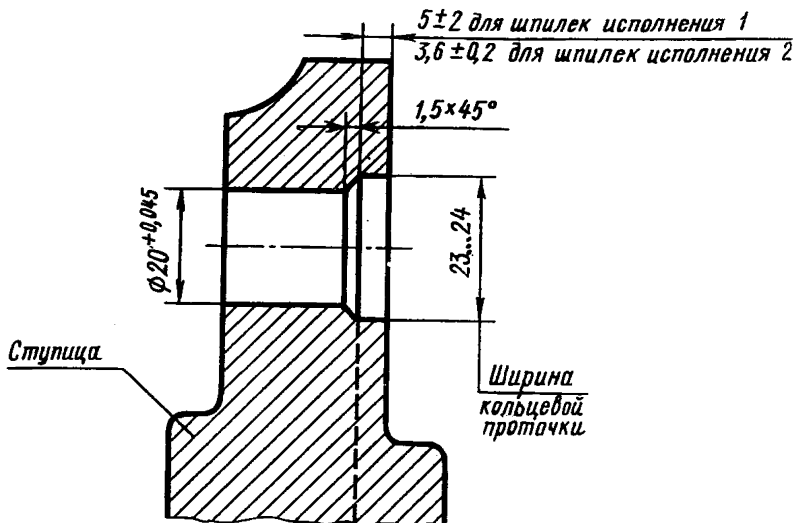 5±2 для шпилек исполнения 1
3,6±0,2 для шпилек исполнения 2
1,5×45°
ϕ20+0,045
23...24
Ступица
Ширина
кольцевой
проточки